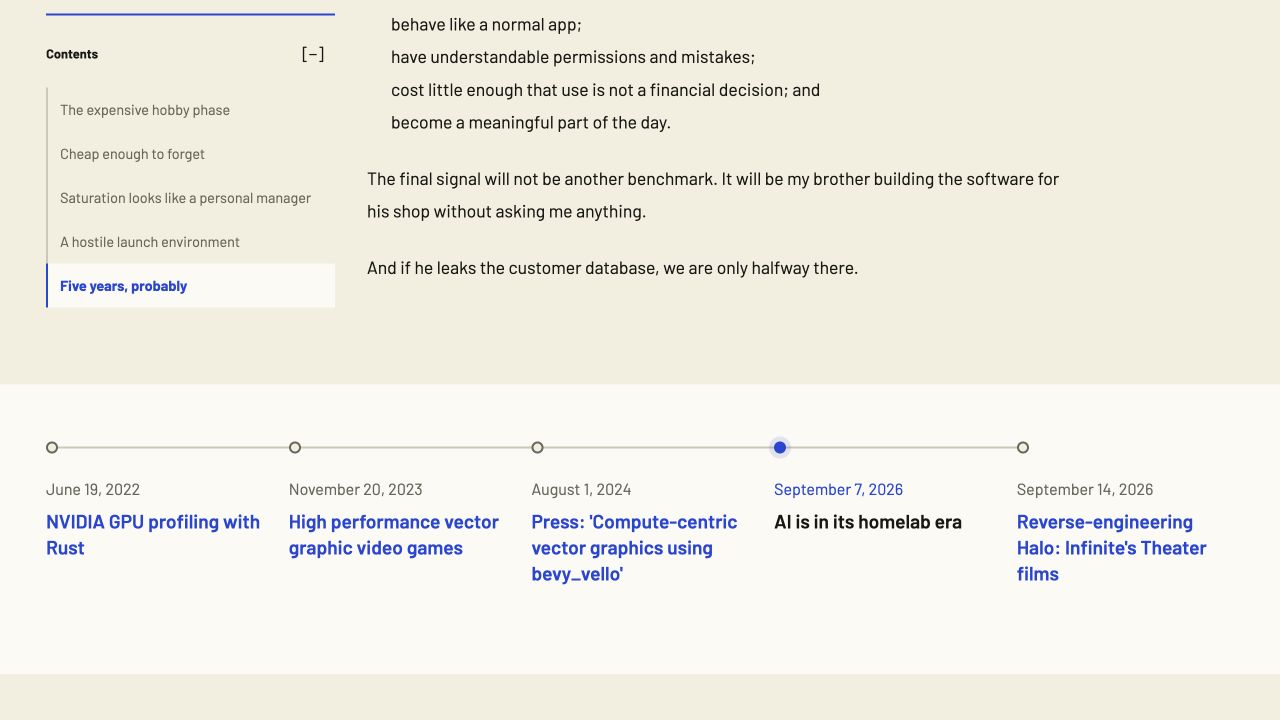 Contents
[−]
The expensive hobby phase
Cheap enough to forget
Saturation looks like a personal manager
A hostile launch environment
Five years, probably
behave like a normal app;
have understandable permissions and mistakes;
cost little enough that use is not a financial decision; and
become a meaningful part of the day.
The final signal will not be another benchmark. It will be my brother building the software for
his shop without asking me anything.
And if he leaks the customer database, we are only halfway there.
June 19, 2022
NVIDIA GPU profiling with
Rust
November 20, 2023
High performance vector
graphic video games
August 1, 2024
Press: 'Compute-centric
vector graphics using
bevy_vello'
September 7, 2026
AI is in its homelab era
September 14, 2026
Reverse-engineering
Halo: Infinite's Theater
films